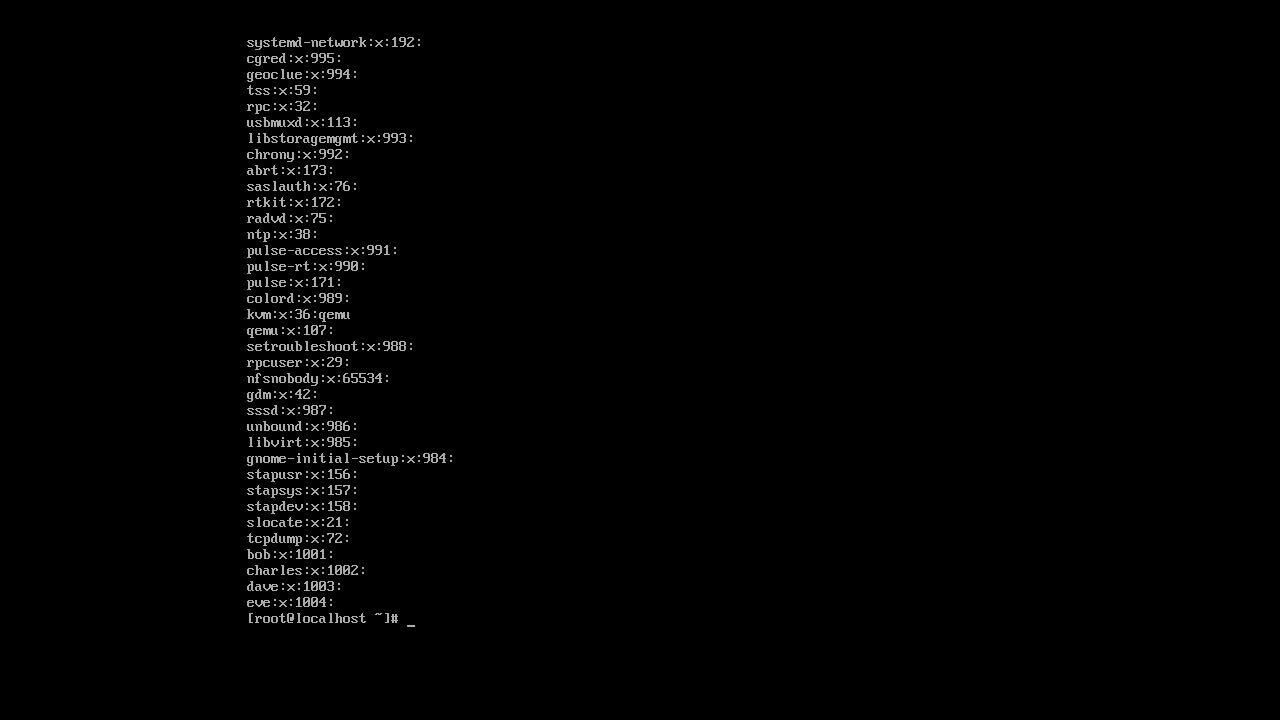 systemd-network:x:192:
cgred:x:995:
geoclue:x:994:
tss:x:59:
rpc:x:32:
usbmuxd:x:113:
libstoragemgmt:x:993:
chrony:x:992:
abrt:x:173:
saslauth:x:76:
rtkit:x:172:
radvd:x:75:
ntp:x:38:
pulse-access:x:991:
pulse-rt:x:990:
pulse:x:171:
colord:x:989:
kvm:x:36:qemu
qemu:x:107:
setroubleshoot:x:988:
rpcuser:x:29:
nfsnobody:x:65534:
gdm:x:42:
sssd:x:987:
unbound:x:986:
libvirt:x:985:
gnome-initial-setup:x:984:
stapusr:x:156:
stapsys:x:157:
stapdev:x:158:
slocate:x:21:
tcpdump:x:72:
bob:x:1001:
charles:x:1002:
dave:x:1003:
eve:x:1004:
[root@localhost ~]# _